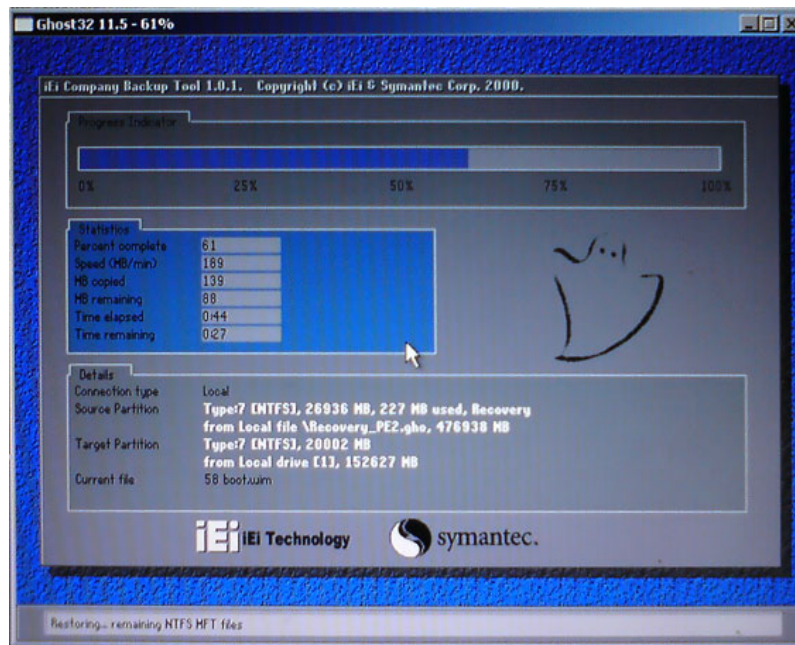 Ghost32 11.5 - 61%
iEi Company Backup Tool 1.0.1. Copyright (c) iEi & Symantec Corp. 2000.
Progress Indicator
0% 25% 50% 75% 100%
Statistics
Percent complete 61
Speed (MB/min) 189
MB copied 139
MB remaining 88
Time elapsed 0:44
Time remaining 0:27
Details
Connection type Local
Source Partition Type:7 [NTFS], 26936 MB, 227 MB used, Recovery
from Local file \Recovery_PE2.gho, 476938 MB
Target Partition Type:7 [NTFS], 20002 MB
from Local drive [1], 152627 MB
Current file 58 boot.wim
iEi iEi Technology symantec.
Restoring... remaining NTFS MFT files